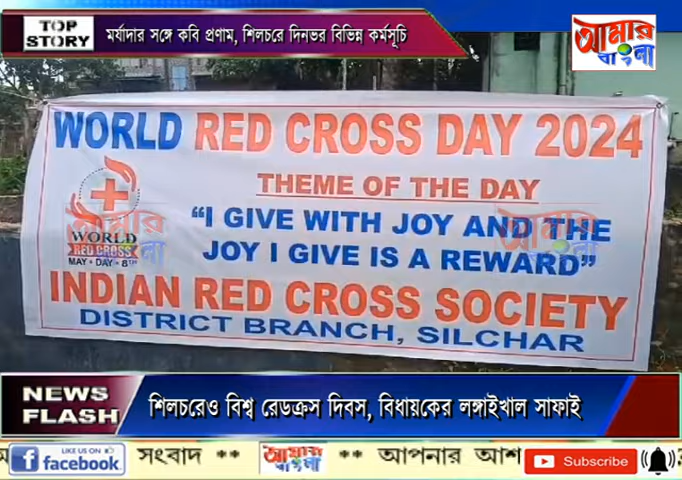 TOP
STORY
মর্যাদার সঙ্গে কবি প্রণাম, শিলচরে দিনভর বিভিন্ন কর্মসূচি
আমার
বাংলা
WORLD RED CROSS DAY 2024
THEME OF THE DAY
"I GIVE WITH JOY AND THE
JOY I GIVE IS A REWARD"
WORLD
RED CROSS
MAY • DAY • 8TH
আমার
বাংলা
আমার
বাংলা
INDIAN RED CROSS SOCIETY
DISTRICT BRANCH, SILCHAR
NEWS
FLASH
শিলচরেও বিশ্ব রেডক্রস দিবস, বিধায়কের লঙ্গাইখাল সাফাই
LIKE US ON
facebook
সংবাদ ** আমার বাংলা ** আপনার আশ
Subscribe